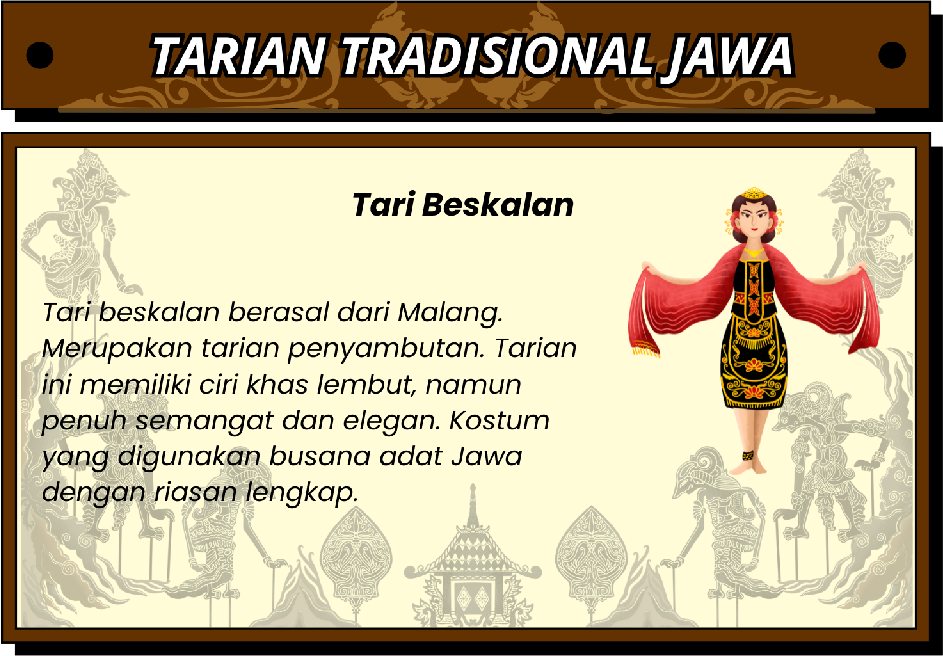 TARIAN TRADISIONAL JAWA
Tari Beskalan
Tari beskalan berasal dari Malang.
Merupakan tarian penyambutan. Tarian
ini memiliki ciri khas lembut, namun
penuh semangat dan elegan. Kostum
yang digunakan busana adat Jawa
dengan riasan lengkap.